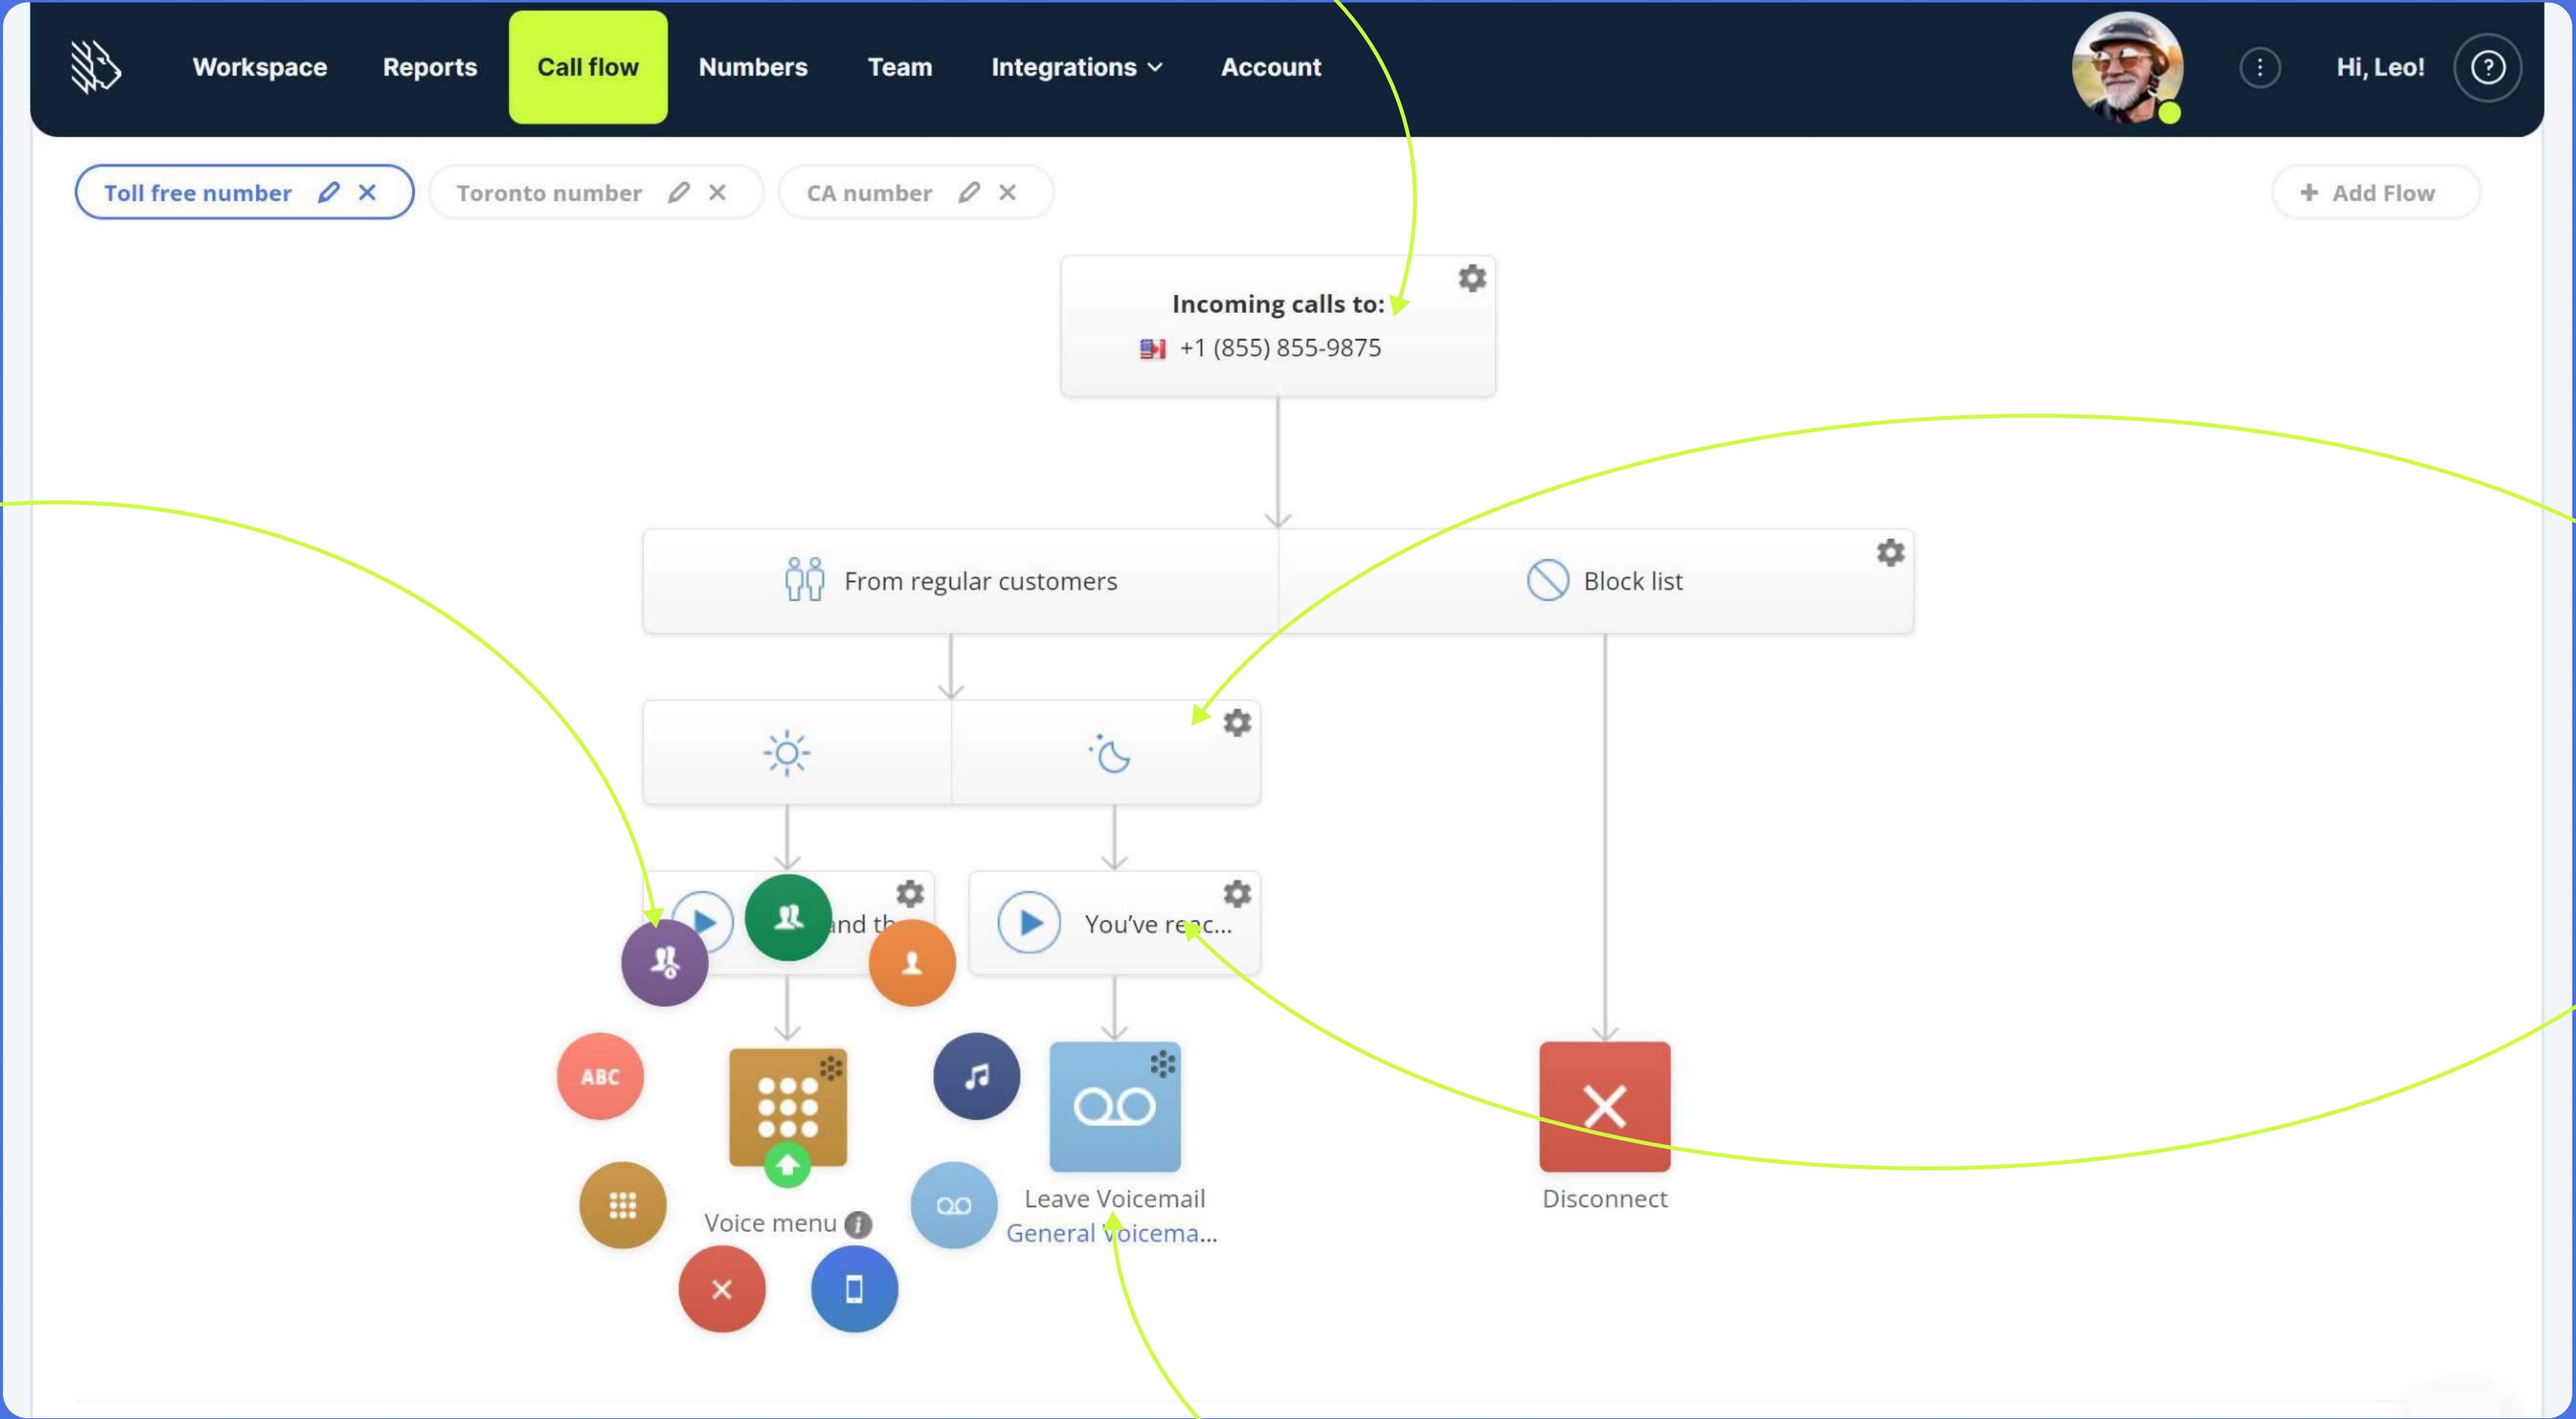 Workspace Reports Call flow Numbers Team Integrations Account Hi, Leo! ?
Toll free number Toronto number CA number + Add Flow
Incoming calls to:
+1 (855) 855-9875
From regular customers Block list
and th You’ve reac...
ABC
Leave Voicemail Disconnect
Voice menu i
General Voicema...